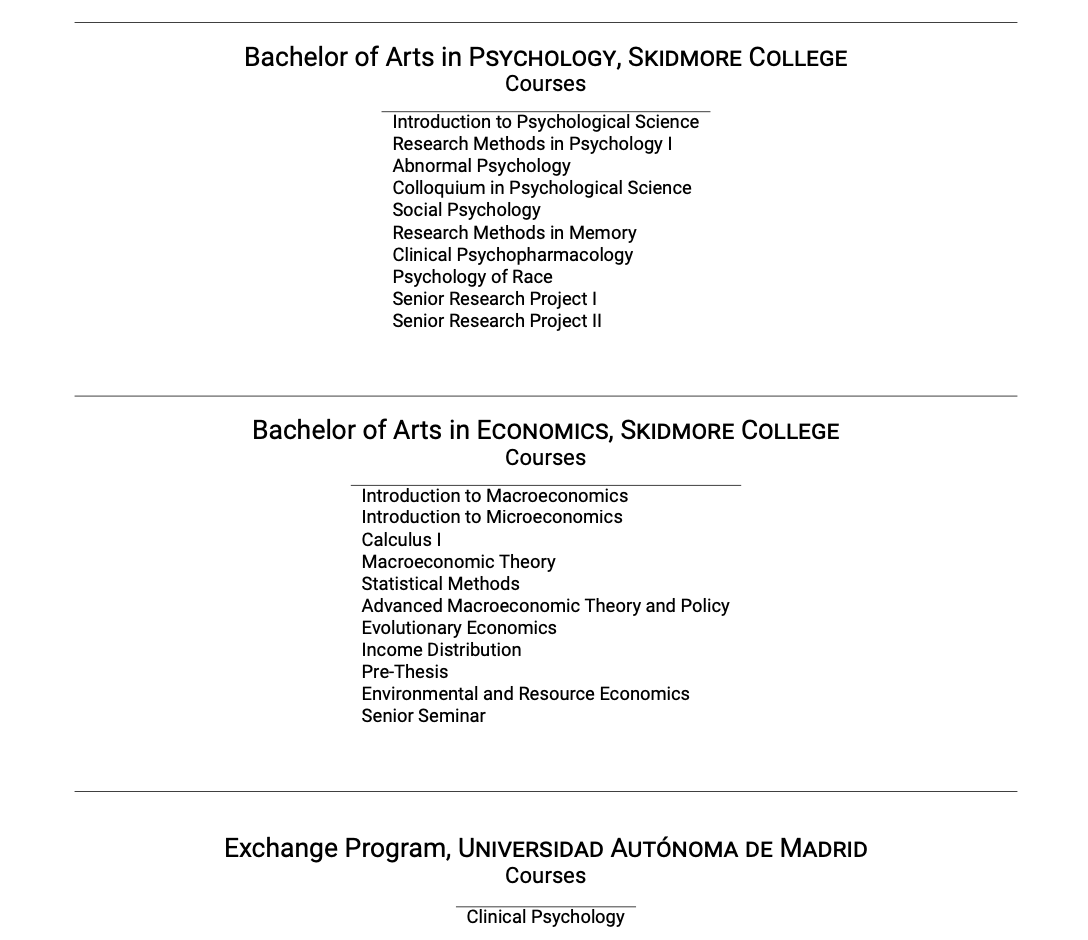 Bachelor of Arts in PSYCHOLOGY, SKIDMORE COLLEGE
Courses
Introduction to Psychological Science
Research Methods in Psychology I
Abnormal Psychology
Colloquium in Psychological Science
Social Psychology
Research Methods in Memory
Clinical Psychopharmacology
Psychology of Race
Senior Research Project I
Senior Research Project II
Bachelor of Arts in ECONOMICS, SKIDMORE COLLEGE
Courses
Introduction to Macroeconomics
Introduction to Microeconomics
Calculus I
Macroeconomic Theory
Statistical Methods
Advanced Macroeconomic Theory and Policy
Evolutionary Economics
Income Distribution
Pre-Thesis
Environmental and Resource Economics
Senior Seminar
Exchange Program, UNIVERSIDAD AUTÓNOMA DE MADRID
Courses
Clinical Psychology